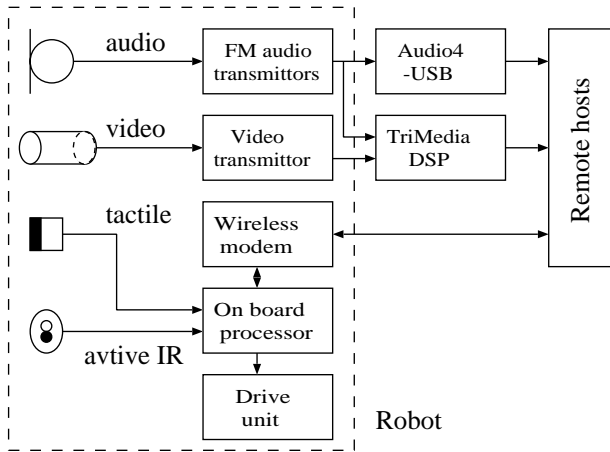 audio
FM audio
transmittors
Audio4
-USB
Remote hosts
video
Video
transmittor
TriMedia
DSP
tactile
Wireless
modem
On board
processor
avtive IR
Drive
unit
Robot